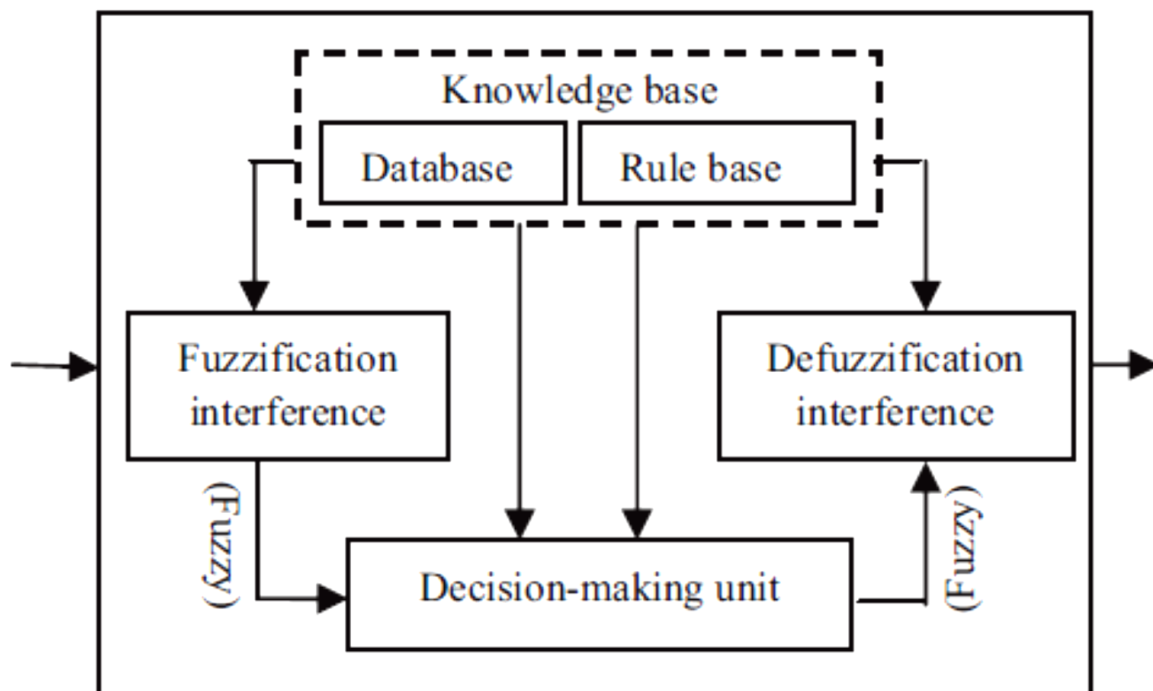 Knowledge base
Database
Rule base
Fuzzification
interference
Defuzzification
interference
(Fuzzy)
(Fuzzy)
Decision-making unit